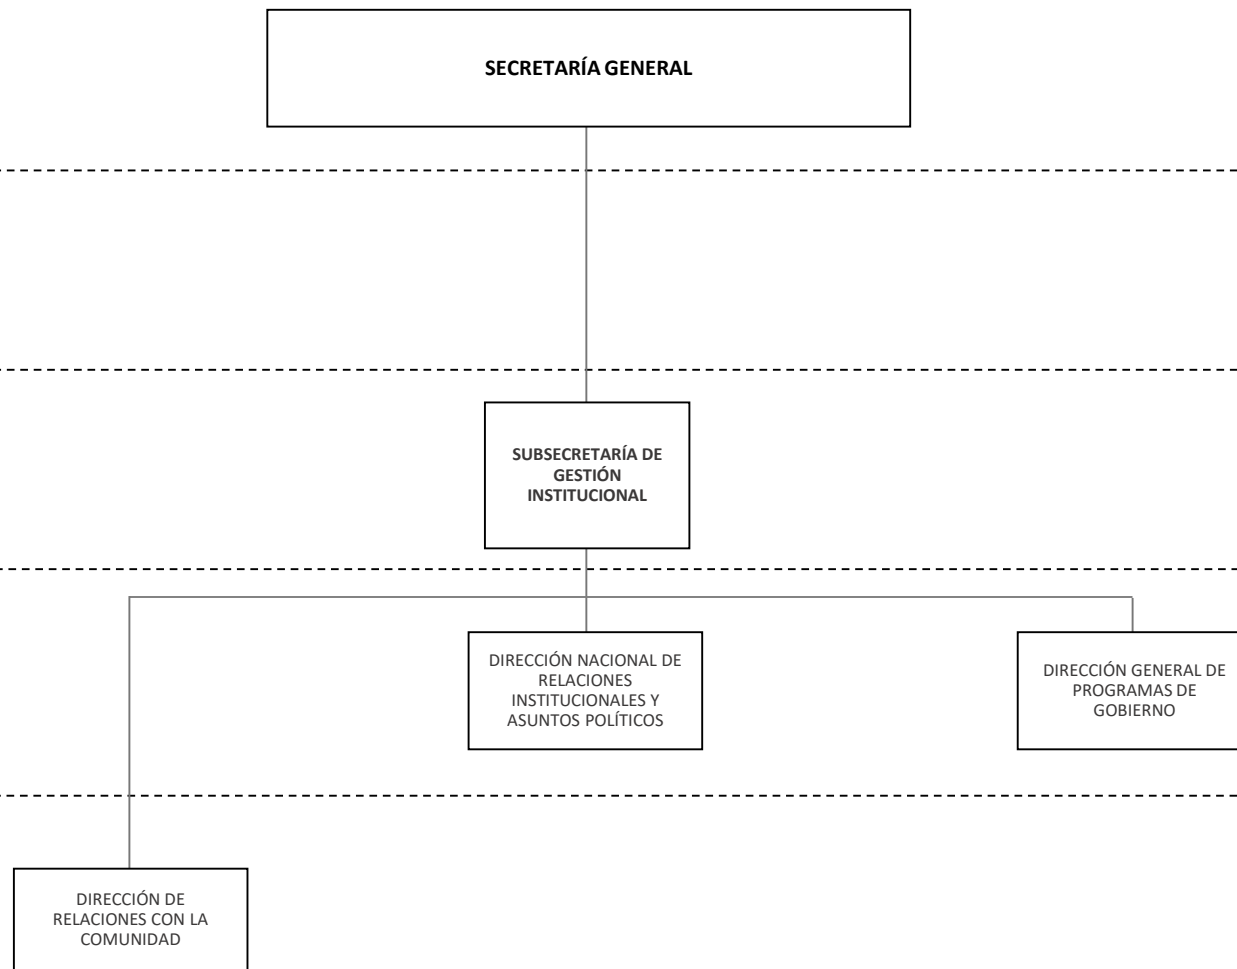 SECRETARÍA GENERAL
SUBSECRETARÍA DE
GESTIÓN
INSTITUCIONAL
DIRECCIÓN NACIONAL DE
RELACIONES
INSTITUCIONALES Y
ASUNTOS POLÍTICOS
DIRECCIÓN GENERAL DE
PROGRAMAS DE
GOBIERNO
DIRECCIÓN DE
RELACIONES CON LA
COMUNIDAD